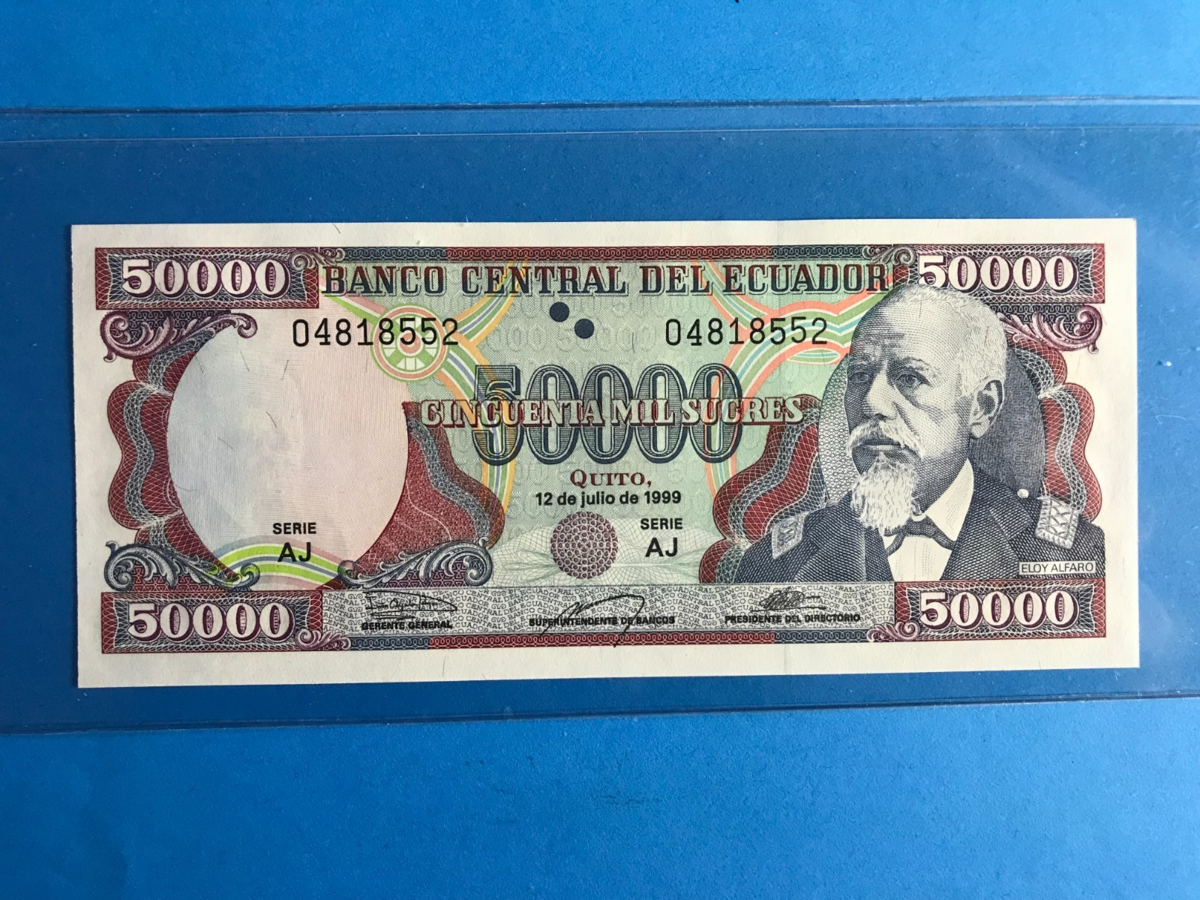 50000 BANCO CENTRAL DEL ECUADOR 50000
04818552 04818552
50000
CINCUENTA MIL SUCRES
QUITO,
12 de julio de 1999
SERIE
AJ
SERIE
AJ
ELOY ALFARO
50000 50000
GERENTE GENERAL
SUPERINTENDENTE DE BANCOS
PRESIDENTE DEL DIRECTORIO